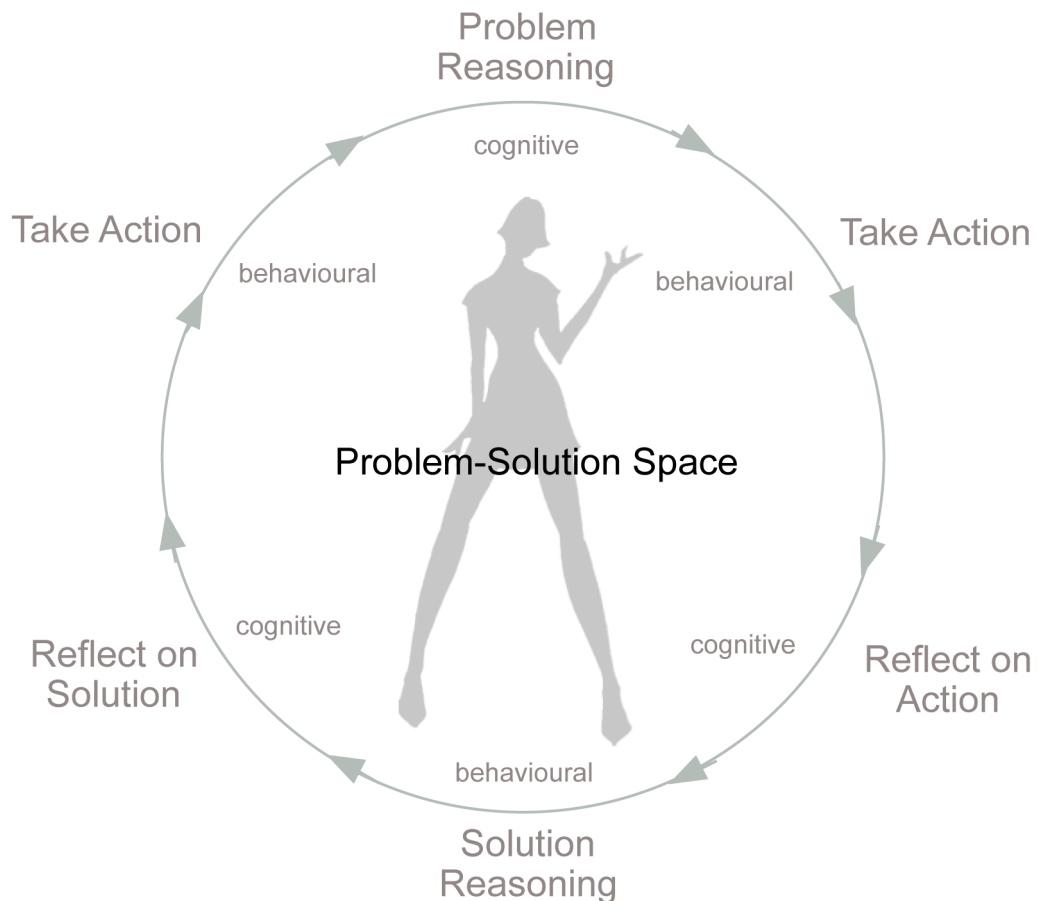 Problem
Reasoning
cognitive
Take Action
Take Action
behavioural
behavioural
Problem-Solution Space
cognitive
cognitive
Reflect on
Solution
Reflect on
Action
behavioural
Solution
Reasoning